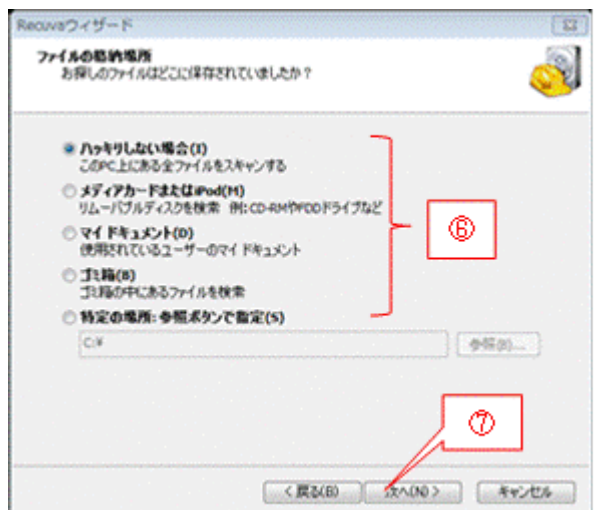 Recuvaウィザード
ファイルの格納場所
お探しのファイルはどこに保存されていましたか？
ハッキリしない場合(I)
このPC上にある全ファイルをスキャンする
メディアカードまたはiPod(M)
リムーバブルディスクを検索 例：CD-RMやFDDドライブなど
マイ ドキュメント(D)
使用されているユーザーのマイ ドキュメント
⑥
ゴミ箱(B)
ゴミ箱の中にあるファイルを検索
特定の場所：参照ボタンで指定(S)
C:¥
参照(R)...
⑦
< 戻る(B)
次へ(N) >
キャンセル